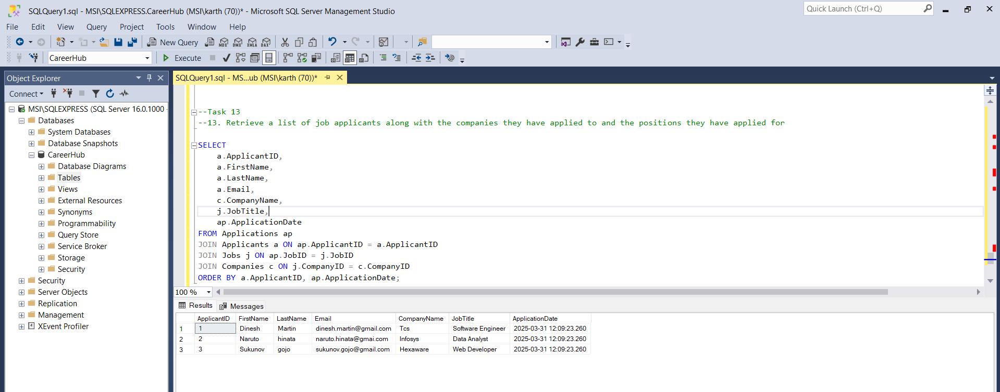 SQLQuery1.sql - MSI\SQLEXPRESS.CareerHub (MSI\karth (70))* - Microsoft SQL Server Management Studio
Quick Launch (Ctrl+Q)
File Edit View Query Project Tools Window Help
New Query
MDX DMX XMLA DAX
CareerHub
Execute
Object Explorer
Connect
MSI\SQLEXPRESS (SQL Server 16.0.1000 -
Databases
System Databases
Database Snapshots
CareerHub
Database Diagrams
Tables
Views
External Resources
Synonyms
Programmability
Query Store
Service Broker
Storage
Security
Security
Server Objects
Replication
Management
XEvent Profiler
SQLQuery1.sql - MS...ub (MSI\karth (70))*
--Task 13
--13. Retrieve a list of job applicants along with the companies they have applied to and the positions they have applied for
SELECT
a.ApplicantID,
a.FirstName,
a.LastName,
a.Email,
c.CompanyName,
j.JobTitle,
ap.ApplicationDate
FROM Applications ap
JOIN Applicants a ON ap.ApplicantID = a.ApplicantID
JOIN Jobs j ON ap.JobID = j.JobID
JOIN Companies c ON j.CompanyID = c.CompanyID
ORDER BY a.ApplicantID, ap.ApplicationDate;
100 %
Results Messages
ApplicantID FirstName LastName Email CompanyName JobTitle ApplicationDate
1 1 Dinesh Martin dinesh.martin@gmail.com Tcs Software Engineer 2025-03-31 12:09:23.260
2 2 Naruto hinata naruto.hinata@gmai.com Infosys Data Analyst 2025-03-31 12:09:23.260
3 3 Sukunov gojo sukunov.gojo@gmail.com Hexaware Web Developer 2025-03-31 12:09:23.260